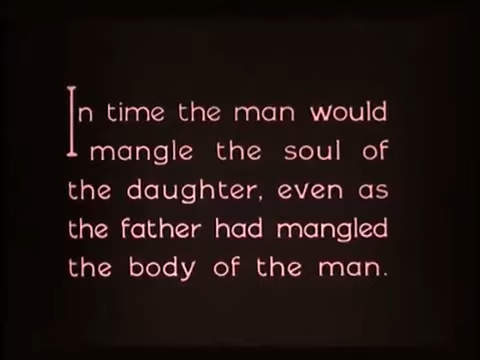 In time the man would
mangle the soul of
the daughter, even as
the father had mangled
the body of the man.